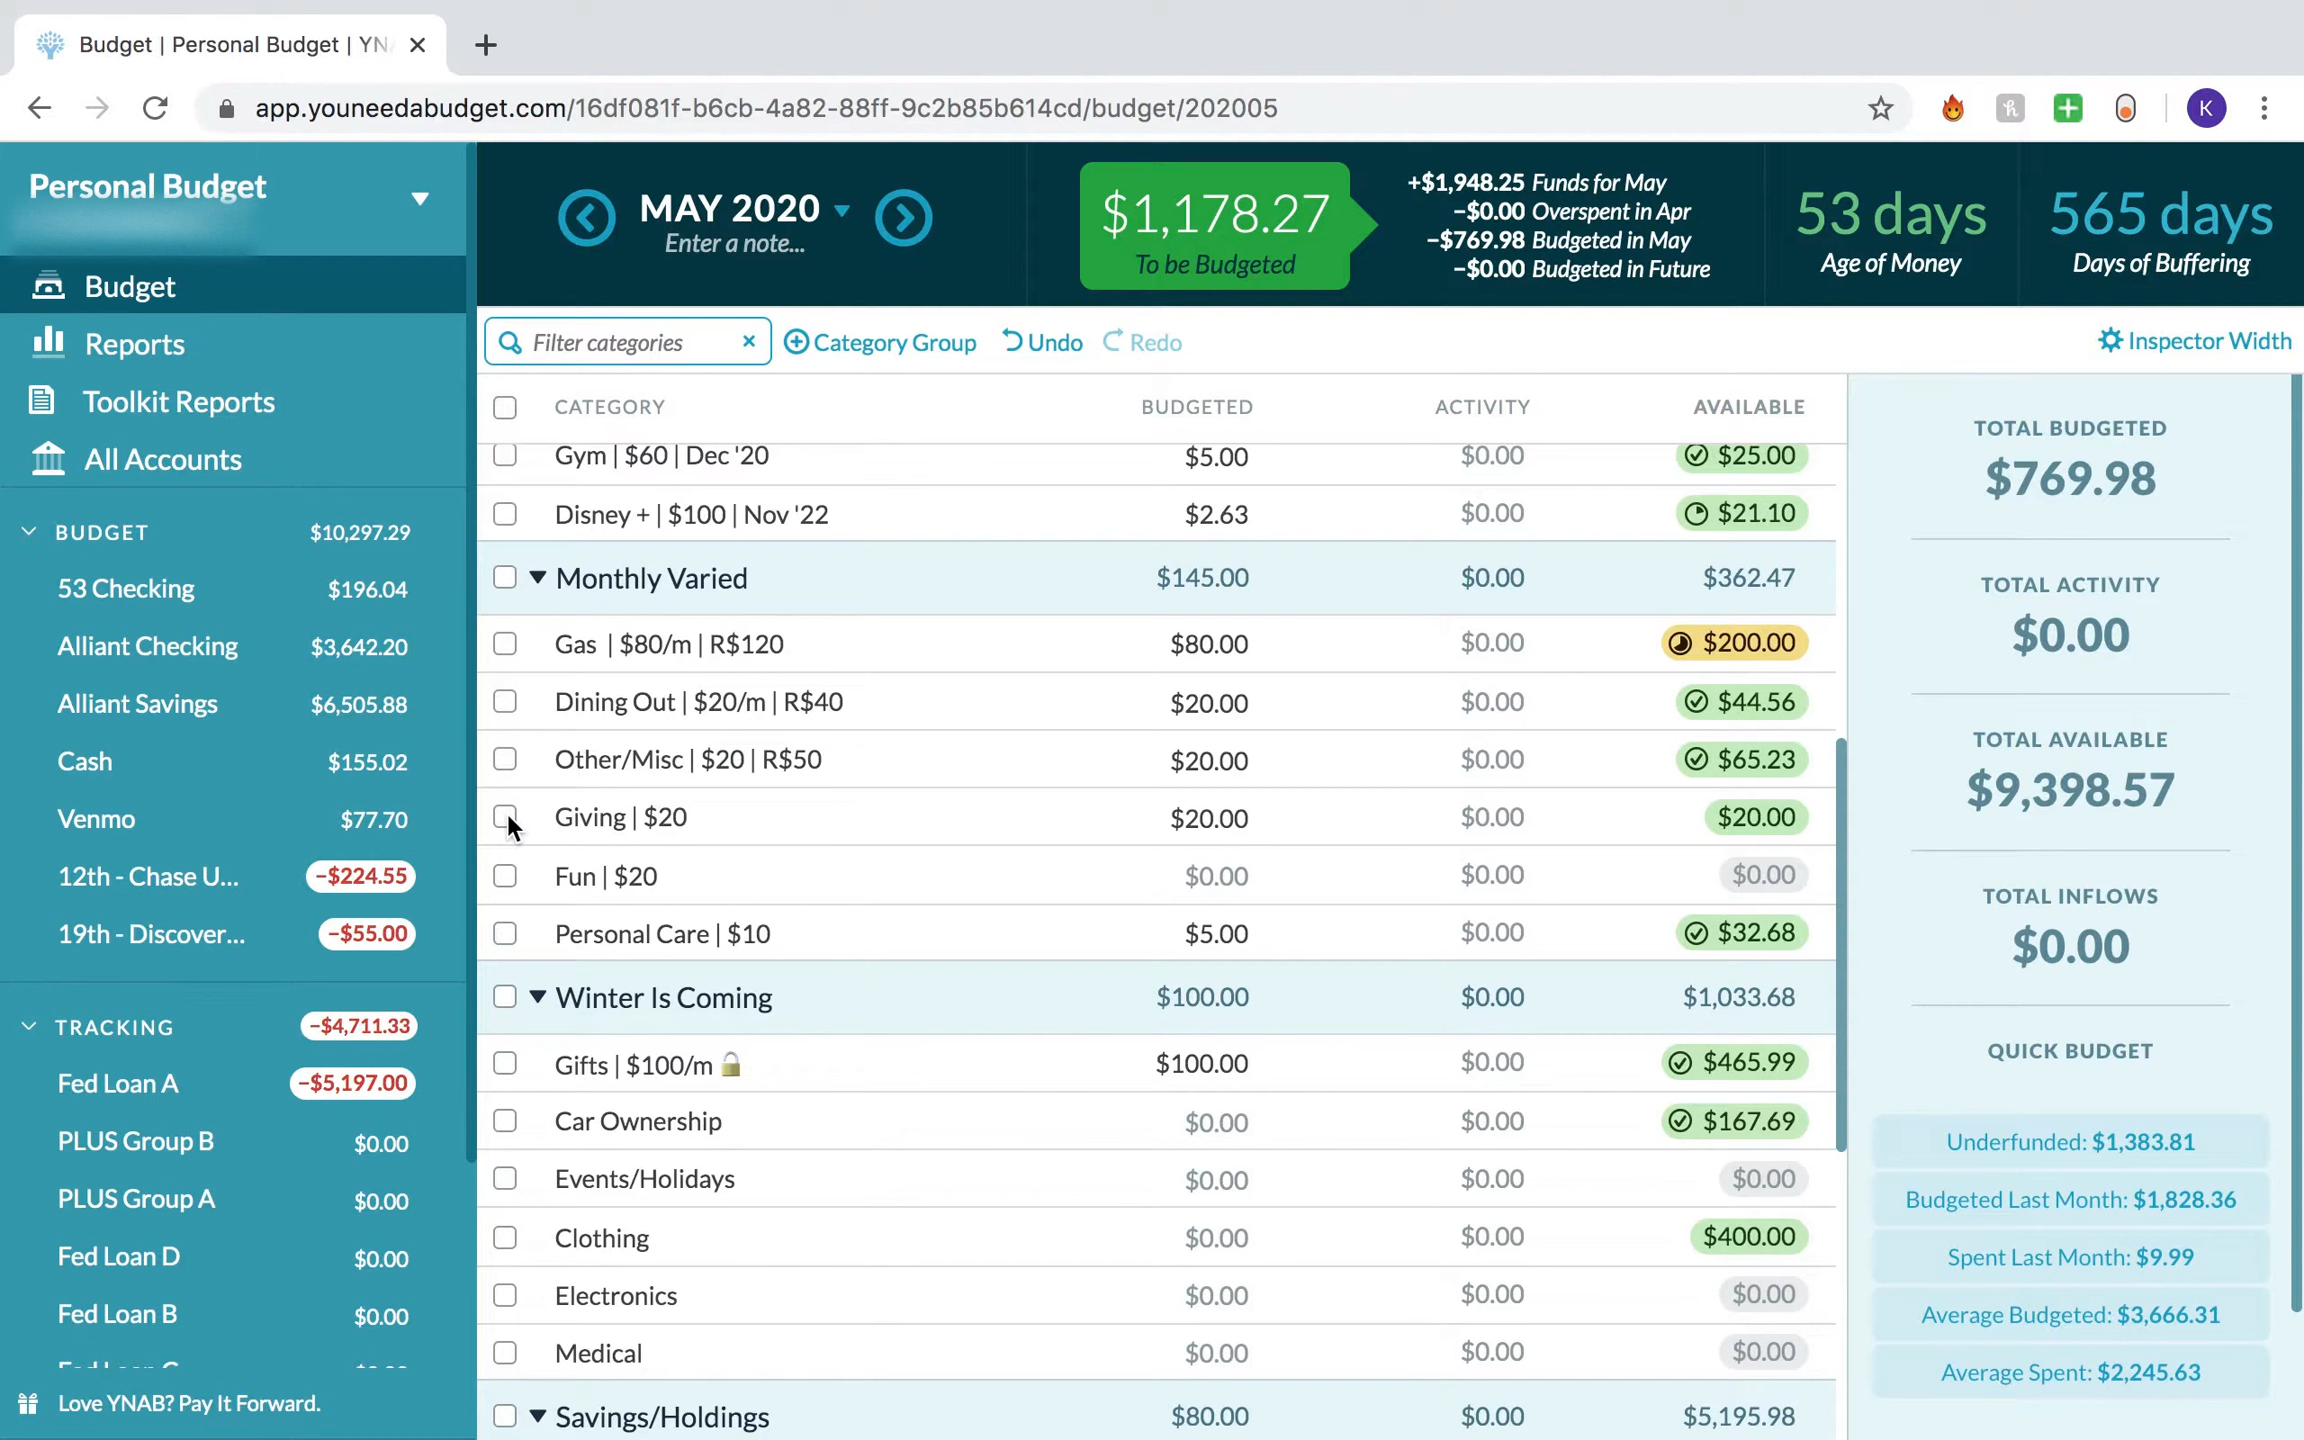 Budget | Personal Budget | YN
app.youneedabudget.com/16df081f-b6cb-4a82-88ff-9c2b85b614cd/budget/202005
h
K
Personal Budget
Budget
Reports
Toolkit Reports
All Accounts
BUDGET $10,297.29
53 Checking $196.04
Alliant Checking $3,642.20
Alliant Savings $6,505.88
Cash $155.02
Venmo $77.70
12th - Chase U... −$224.55
19th - Discover... −$55.00
TRACKING −$4,711.33
Fed Loan A −$5,197.00
PLUS Group B $0.00
PLUS Group A $0.00
Fed Loan D $0.00
Fed Loan B $0.00
Love YNAB? Pay It Forward.
MAY 2020
Enter a note...
$1,178.27
To be Budgeted
+$1,948.25 Funds for May
−$0.00 Overspent in Apr
−$769.98 Budgeted in May
−$0.00 Budgeted in Future
53 days
Age of Money
565 days
Days of Buffering
Filter categories
Category Group
Undo
Redo
Inspector Width
CATEGORY BUDGETED ACTIVITY AVAILABLE
Gym | $60 | Dec '20 $5.00 $0.00 $25.00
Disney + | $100 | Nov '22 $2.63 $0.00 $21.10
Monthly Varied $145.00 $0.00 $362.47
Gas | $80/m | R$120 $80.00 $0.00 $200.00
Dining Out | $20/m | R$40 $20.00 $0.00 $44.56
Other/Misc | $20 | R$50 $20.00 $0.00 $65.23
Giving | $20 $20.00 $0.00 $20.00
Fun | $20 $0.00 $0.00 $0.00
Personal Care | $10 $5.00 $0.00 $32.68
Winter Is Coming $100.00 $0.00 $1,033.68
Gifts | $100/m $100.00 $0.00 $465.99
Car Ownership $0.00 $0.00 $167.69
Events/Holidays $0.00 $0.00 $0.00
Clothing $0.00 $0.00 $400.00
Electronics $0.00 $0.00 $0.00
Medical $0.00 $0.00 $0.00
Savings/Holdings $80.00 $0.00 $5,195.98
TOTAL BUDGETED
$769.98
TOTAL ACTIVITY
$0.00
TOTAL AVAILABLE
$9,398.57
TOTAL INFLOWS
$0.00
QUICK BUDGET
Underfunded: $1,383.81
Budgeted Last Month: $1,828.36
Spent Last Month: $9.99
Average Budgeted: $3,666.31
Average Spent: $2,245.63